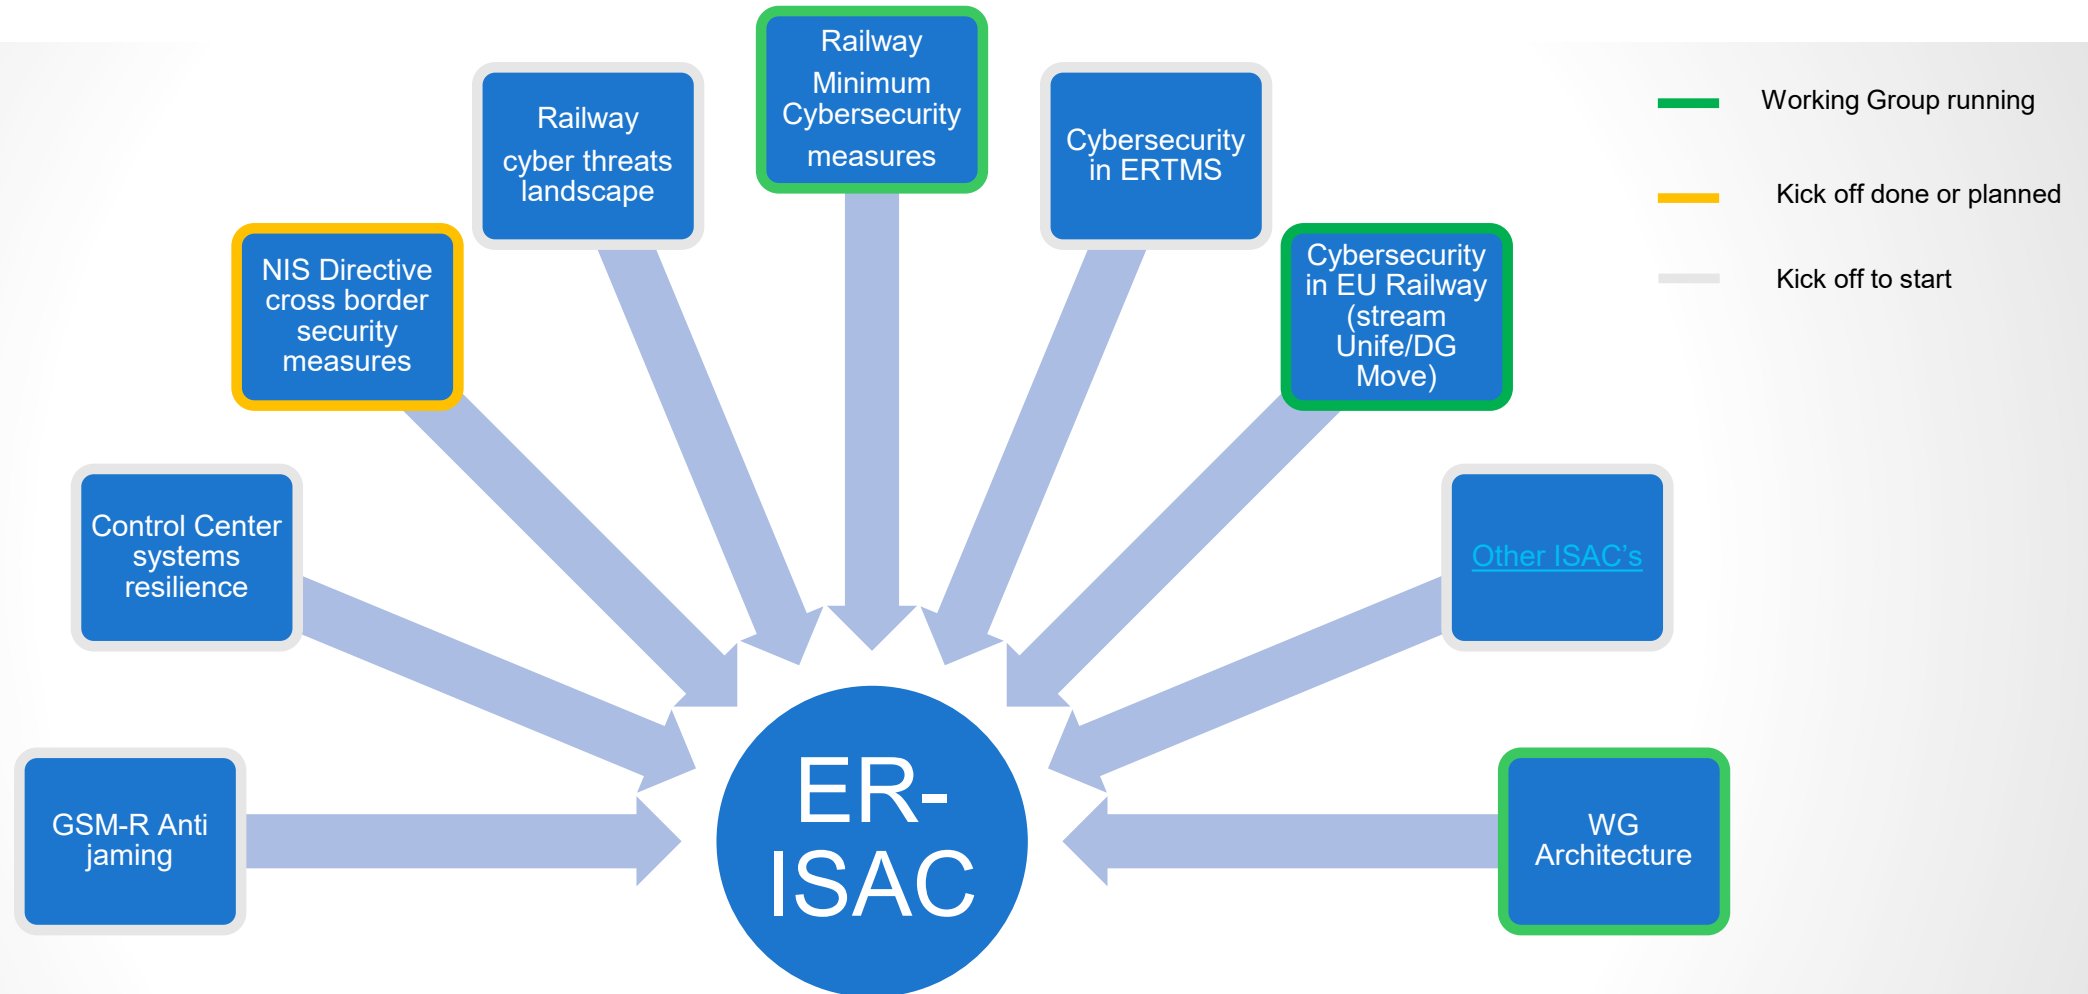 Railway
Minimum
Cybersecurity
measures
Railway
cyber threats
landscape
Cybersecurity
in ERTMS
Working Group running
Kick off done or planned
Kick off to start
NIS Directive
cross border
security
measures
Cybersecurity
in EU Railway
(stream
Unife/DG
Move)
Control Center
systems
resilience
Other ISAC's
GSM-R Anti
jaming
ER-
ISAC
WG
Architecture